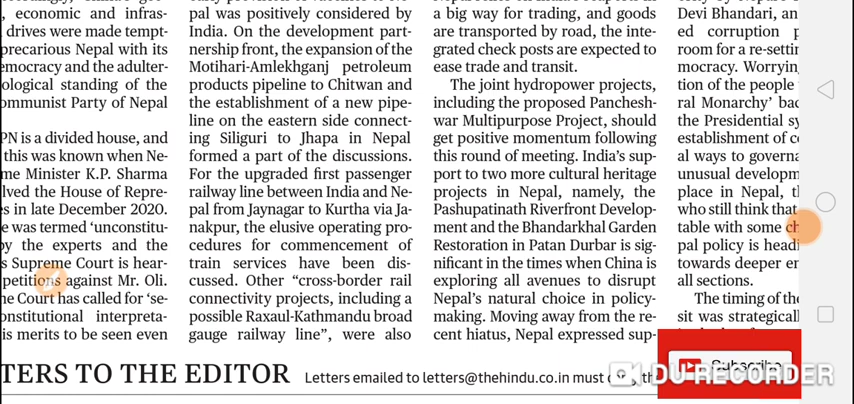 , economic and infras-
drives were made tempt-
precarious Nepal with its
emocracy and the adulter-
ological standing of the
ommunist Party of Nepal
PN is a divided house, and
this was known when Ne-
me Minister K.P. Sharma
lved the House of Repre-
s in late December 2020.
e was termed ‘unconstitu-
by the experts and the
s Supreme Court is hear-
petitions against Mr. Oli.
he Court has called for ‘se-
onstitutional interpreta-
is merits to be seen even
pal was positively considered by
India. On the development part-
nership front, the expansion of the
Motihari-Amlekhganj petroleum
products pipeline to Chitwan and
the establishment of a new pipe-
line on the eastern side connect-
ing Siliguri to Jhapa in Nepal
formed a part of the discussions.
For the upgraded first passenger
railway line between India and Ne-
pal from Jaynagar to Kurtha via Ja-
nakpur, the elusive operating pro-
cedures for commencement of
train services have been dis-
cussed. Other “cross-border rail
connectivity projects, including a
possible Raxaul-Kathmandu broad
gauge railway line”, were also
a big way for trading, and goods
are transported by road, the inte-
grated check posts are expected to
ease trade and transit.
The joint hydropower projects,
including the proposed Panchesh-
war Multipurpose Project, should
get positive momentum following
this round of meeting. India’s sup-
port to two more cultural heritage
projects in Nepal, namely, the
Pashupatinath Riverfront Develop-
ment and the Bhandarkhal Garden
Restoration in Patan Durbar is sig-
nificant in the times when China is
exploring all avenues to disrupt
Nepal’s natural choice in policy-
making. Moving away from the re-
cent hiatus, Nepal expressed sup-
Devi Bhandari, an
ed corruption p
room for a re-settin
mocracy. Worrying
tion of the people
ral Monarchy’ bac
the Presidential sy
establishment of co
al ways to governa
unusual developm
place in Nepal, th
who still think that
table with some ch
pal policy is headi
towards deeper en
all sections.
The timing of the
sit was strategicall
TERS TO THE EDITOR
Letters emailed to letters@thehindu.co.in must
Subscribe
DU RECORDER